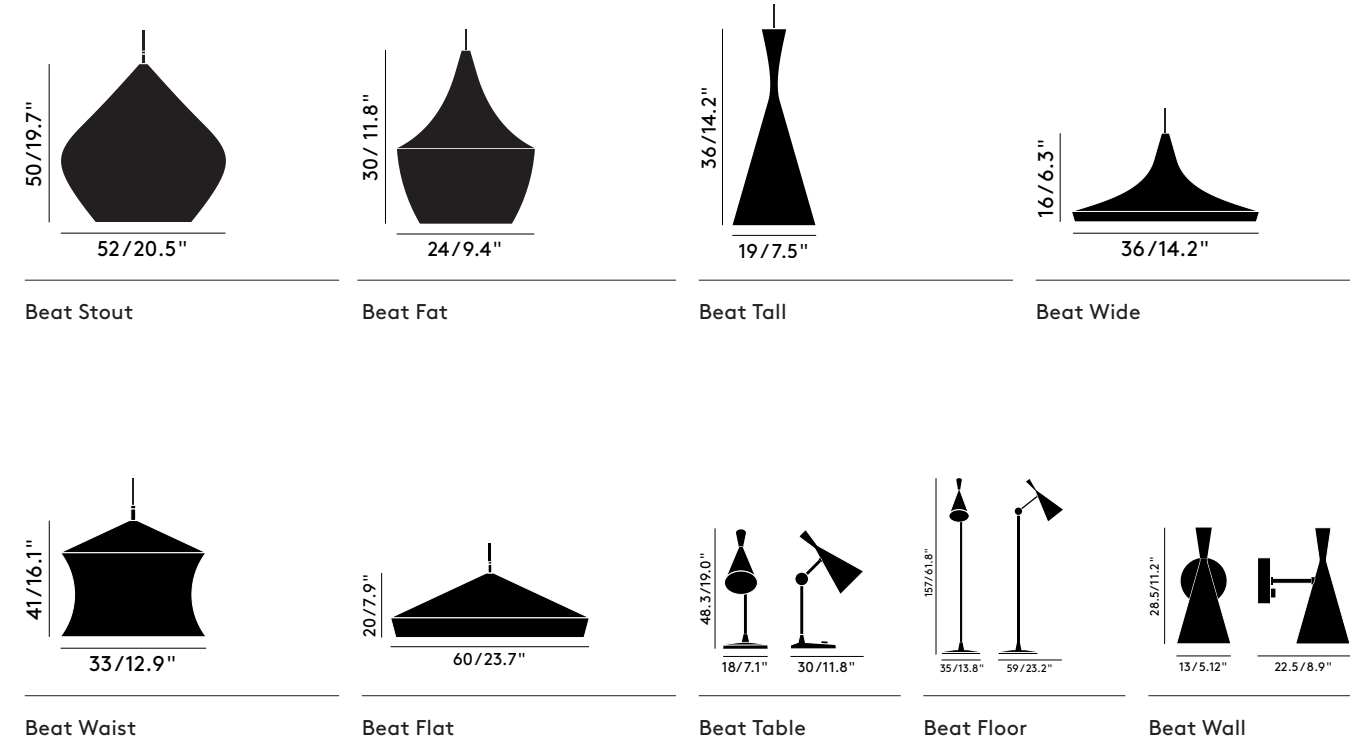 50/19.7"
52/20.5"
Beat Stout
30/ 11.8"
24/9.4"
Beat Fat
36/14.2"
19/7.5"
Beat Tall
16/6.3"
36/14.2"
Beat Wide
41/16.1"
33/12.9"
Beat Waist
20/7.9"
60/23.7"
Beat Flat
48.3/19.0"
18/7.1"
30/11.8"
Beat Table
157/61.8"
35/13.8"
59/23.2"
Beat Floor
28.5/11.2"
13/5.12"
22.5/8.9"
Beat Wall